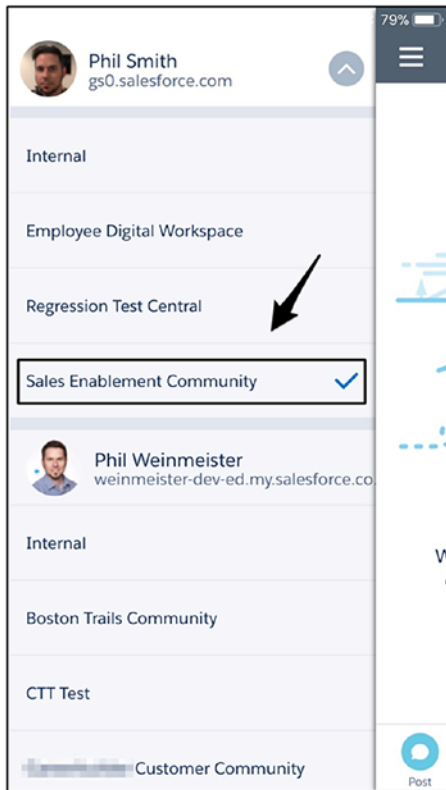 79%
Phil Smith
gs0.salesforce.com
Internal
Employee Digital Workspace
Regression Test Central
Sales Enablement Community
Phil Weinmeister
weinmeister-dev-ed.my.salesforce.co
Internal
Boston Trails Community
CTT Test
Customer Community
W
Post